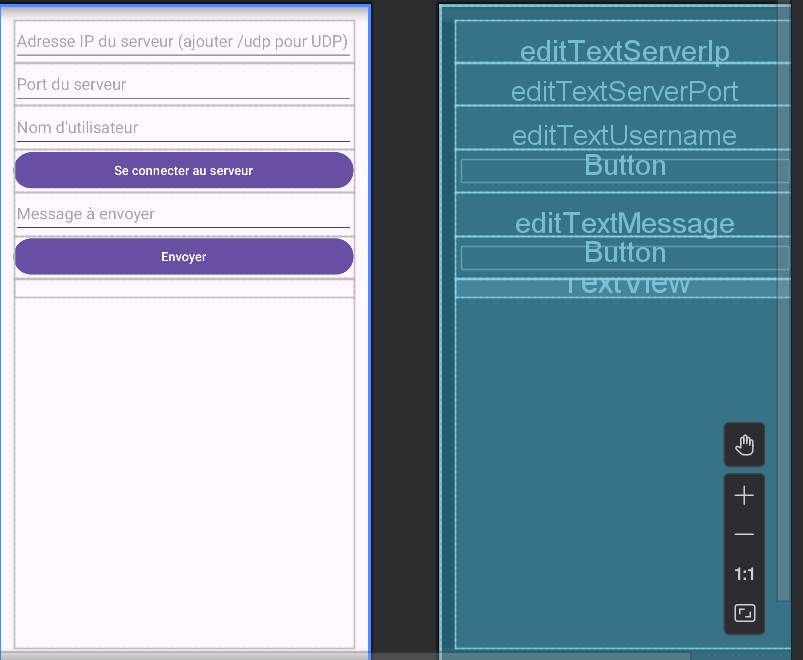 Adresse IP du serveur (ajouter /udp pour UDP)
Port du serveur
Nom d'utilisateur
Se connecter au serveur
Message à envoyer
Envoyer
editTextServerIp
editTextServerPort
editTextUsername
Button
editTextMessage
Button
TextView
1:1